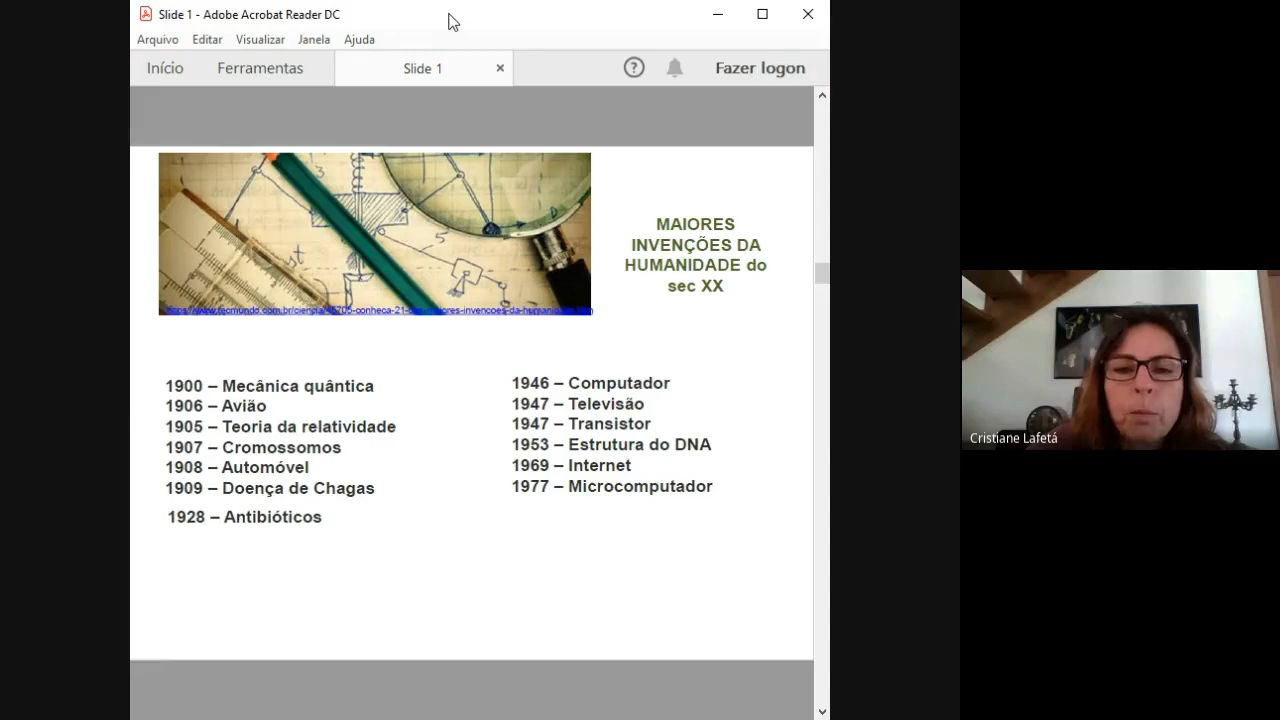 Slide 1 - Adobe Acrobat Reader DC
Arquivo Editar Visualizar Janela Ajuda
Início Ferramentas Slide 1 × ? Fazer logon
3
5
st
MAIORES
INVENÇÕES DA
HUMANIDADE do
sec XX
1900 – Mecânica quântica
1906 – Avião
1905 – Teoria da relatividade
1907 – Cromossomos
1908 – Automóvel
1909 – Doença de Chagas
1928 – Antibióticos
1946 – Computador
1947 – Televisão
1947 – Transistor
1953 – Estrutura do DNA
1969 – Internet
1977 – Microcomputador
Cristiane Lafetá